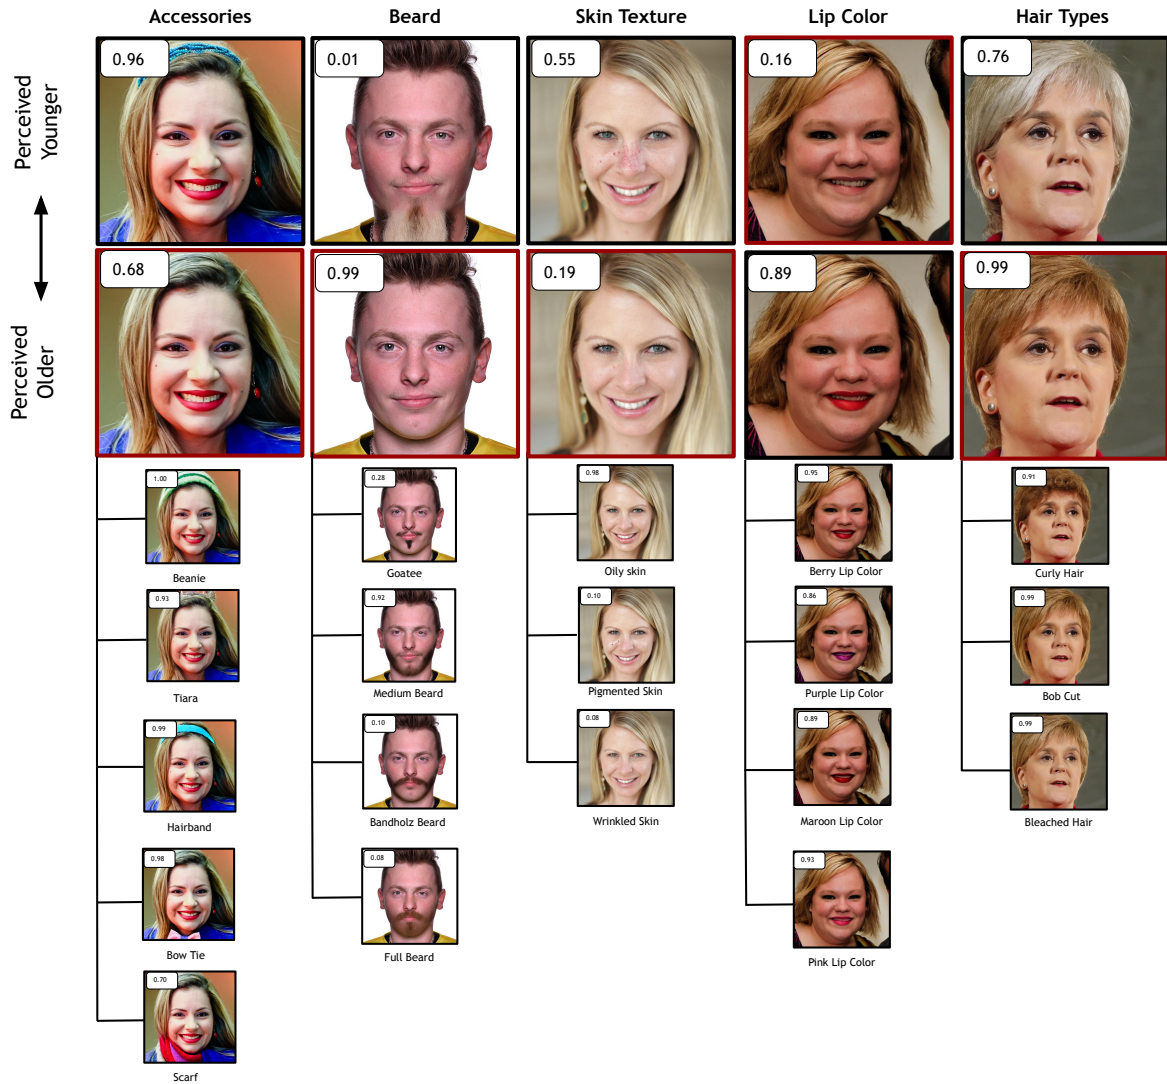 Accessories
Beard
Skin Texture
Lip Color
Hair Types
Perceived
Younger
0.96
0.01
0.55
0.16
0.76
Perceived
Older
0.68
0.99
0.19
0.89
0.99
1.00
Beanie
0.93
Tiara
0.99
Hairband
0.98
Bow Tie
0.70
Scarf
0.28
Goatee
0.92
Medium Beard
0.10
Bandholz Beard
0.08
Full Beard
0.98
Oily skin
0.10
Pigmented Skin
0.08
Wrinkled Skin
0.95
Berry Lip Color
0.86
Purple Lip Color
0.89
Maroon Lip Color
0.93
Pink Lip Color
0.91
Curly Hair
0.99
Bob Cut
0.99
Bleached Hair